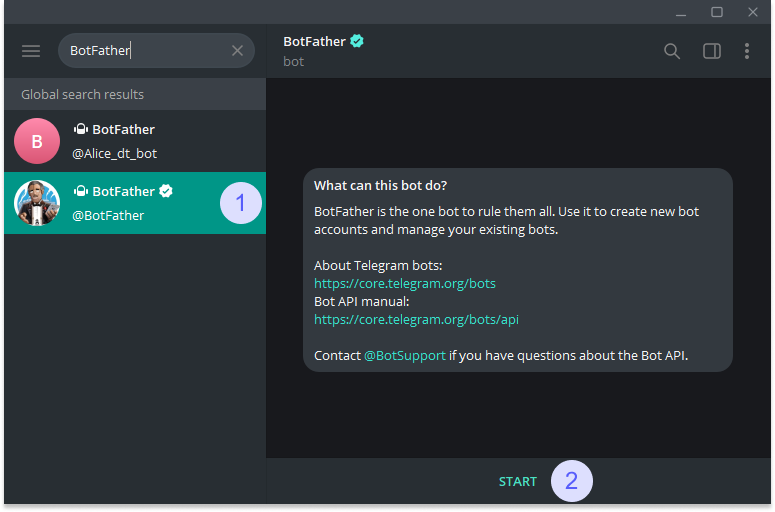 BotFather
BotFather
bot
Global search results
B
BotFather
@Alice_dt_bot
BotFather
@BotFather
1
What can this bot do?
BotFather is the one bot to rule them all. Use it to create new bot
accounts and manage your existing bots.
About Telegram bots:
https://core.telegram.org/bots
Bot API manual:
https://core.telegram.org/bots/api
Contact @BotSupport if you have questions about the Bot API.
START
2